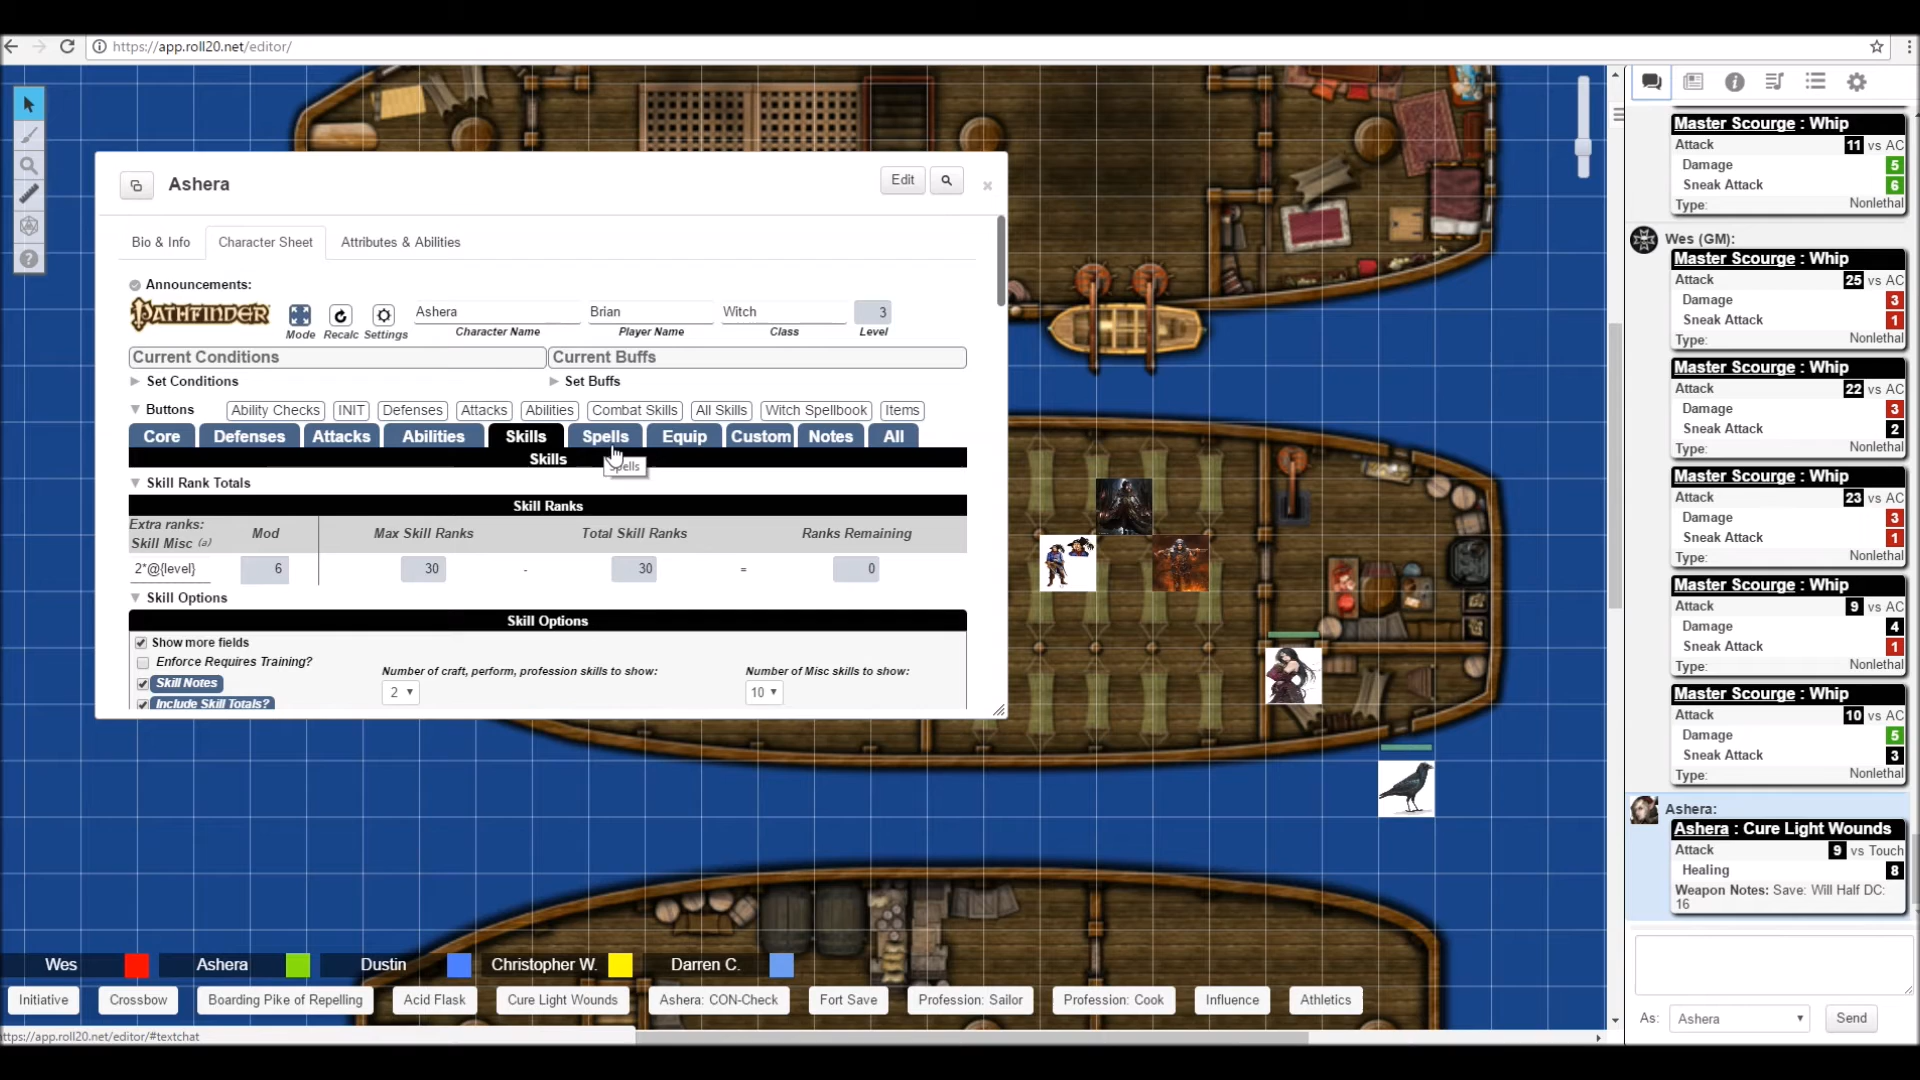 https://app.roll20.net/editor/
Ashera
Edit
Bio & Info
Character Sheet
Attributes & Abilities
Announcements:
PATHFINDER
Mode
Recalc
Settings
Ashera
Character Name
Brian
Player Name
Witch
Class
3
Level
Current Conditions
Current Buffs
Set Conditions
Set Buffs
Buttons
Ability Checks
INIT
Defenses
Attacks
Abilities
Combat Skills
All Skills
Witch Spellbook
Items
Core
Defenses
Attacks
Abilities
Skills
Spells
Equip
Custom
Notes
All
Skills
Spells
Skill Rank Totals
Skill Ranks
Extra ranks:
Skill Misc (a)
Mod
Max Skill Ranks
Total Skill Ranks
Ranks Remaining
2*@{level}
6
30
-
30
=
0
Skill Options
Skill Options
Show more fields
Enforce Requires Training?
Skill Notes
Include Skill Totals?
Number of craft, perform, profession skills to show:
2
Number of Misc skills to show:
10
Master Scourge : Whip
Attack 11 vs AC
Damage 5
Sneak Attack 6
Type: Nonlethal
Wes (GM):
Master Scourge : Whip
Attack 25 vs AC
Damage 3
Sneak Attack 1
Type: Nonlethal
Master Scourge : Whip
Attack 22 vs AC
Damage 3
Sneak Attack 2
Type: Nonlethal
Master Scourge : Whip
Attack 23 vs AC
Damage 3
Sneak Attack 1
Type: Nonlethal
Master Scourge : Whip
Attack 9 vs AC
Damage 4
Sneak Attack 1
Type: Nonlethal
Master Scourge : Whip
Attack 10 vs AC
Damage 5
Sneak Attack 3
Type: Nonlethal
Ashera:
Ashera : Cure Light Wounds
Attack 9 vs Touch
Healing 8
Weapon Notes: Save: Will Half DC:
16
As: Ashera
Send
Wes
Ashera
Dustin
Christopher W.
Darren C.
Initiative
Crossbow
Boarding Pike of Repelling
Acid Flask
Cure Light Wounds
Ashera: CON-Check
Fort Save
Profession: Sailor
Profession: Cook
Influence
Athletics
ttps://app.roll20.net/editor/#textchat